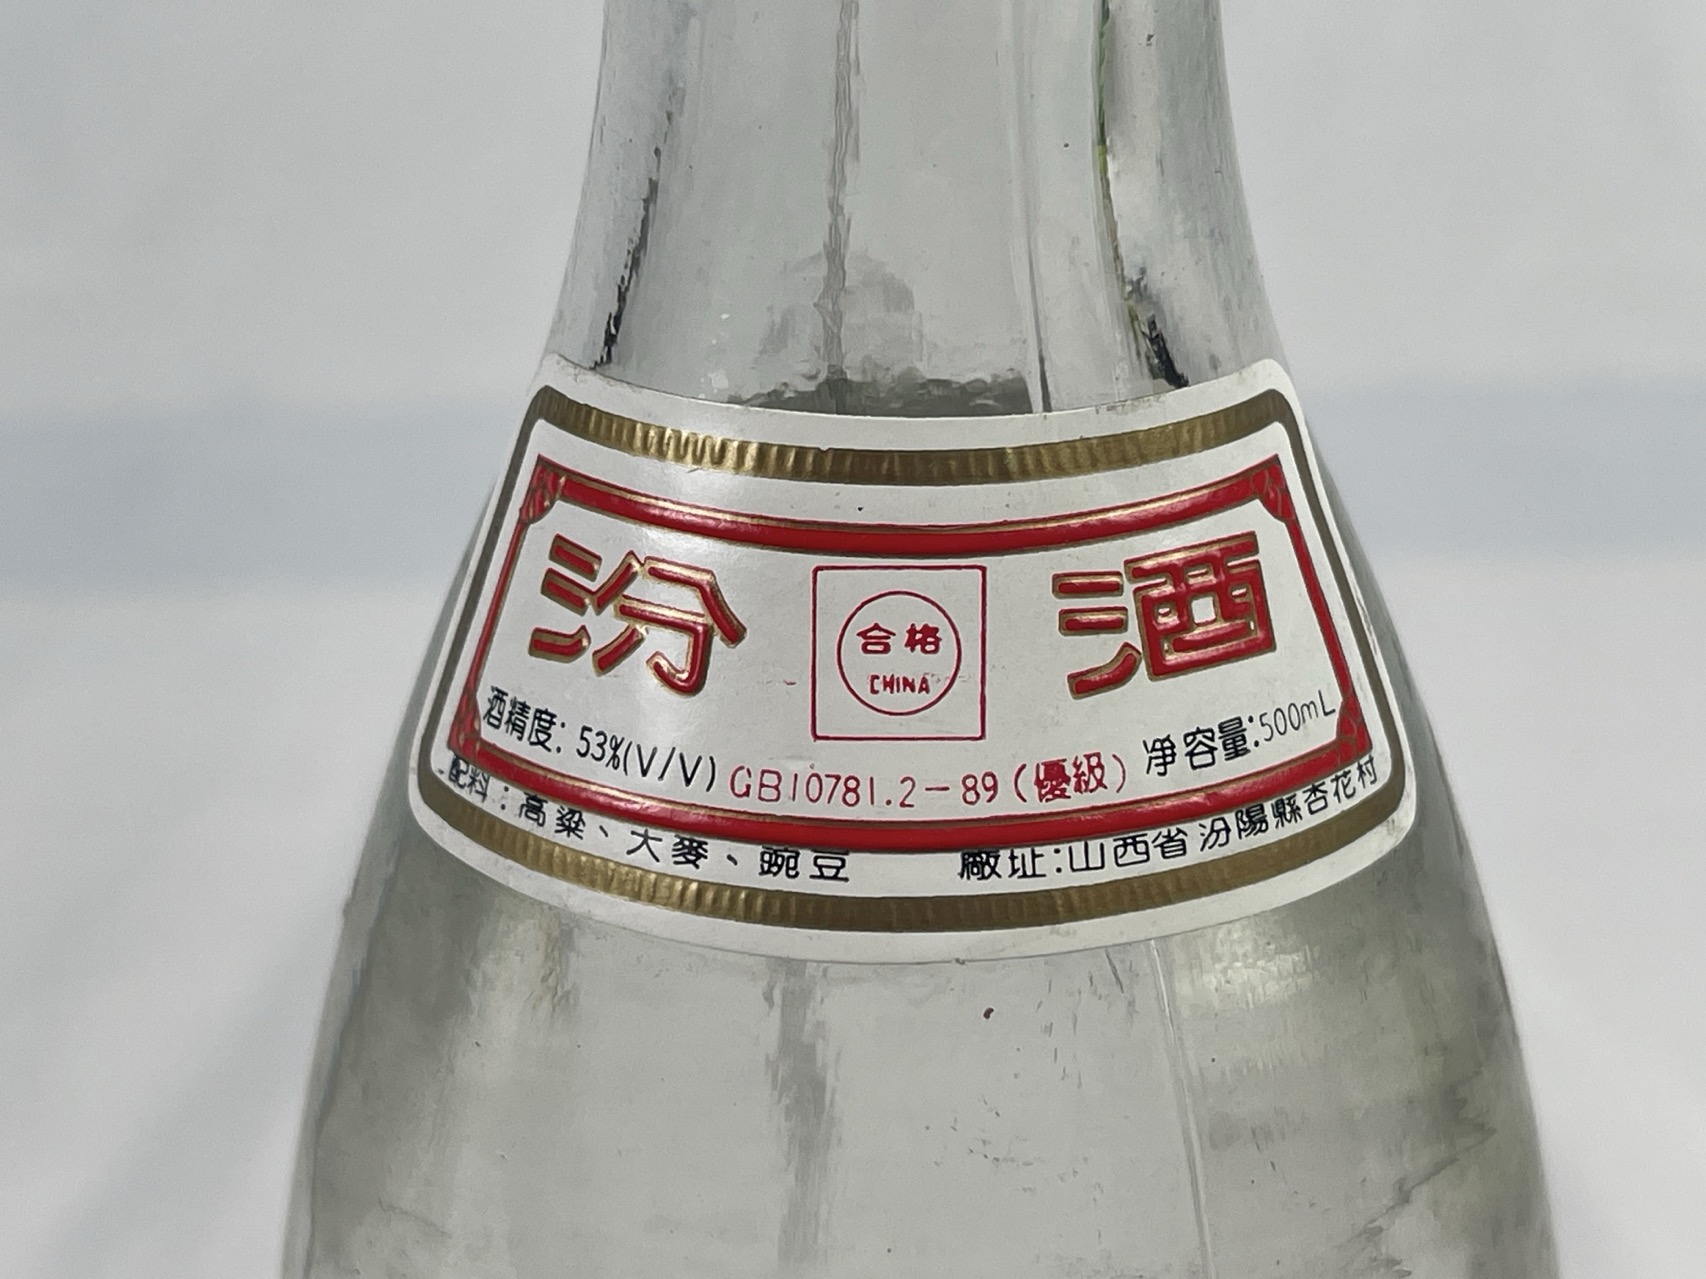 汾酒
合格
CHINA
酒精度：53%(V/V) GB10781.2-89（優級）净容量:500mL
配料：高粱、大麥、豌豆 廠址:山西省汾陽縣杏花村